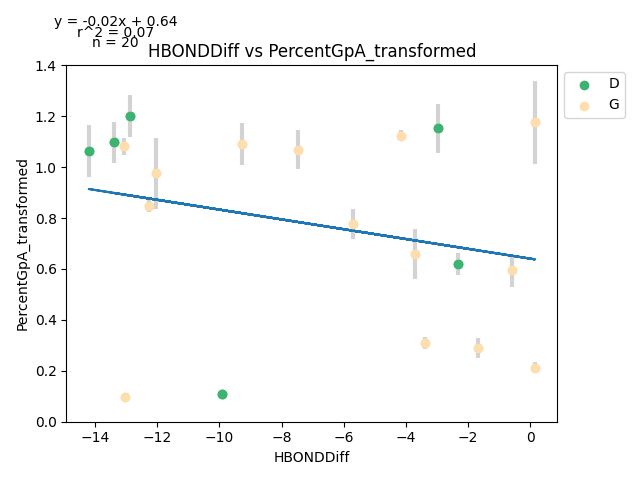 y = -0.02x + 0.64
r^2 = 0.07
n = 20
HBONDDiff vs PercentGpA_transformed
1.4
1.2
1.0
0.8
0.6
0.4
0.2
0.0
PercentGpA_transformed
−14 −12 −10 −8 −6 −4 −2 0
HBONDDiff
D
G